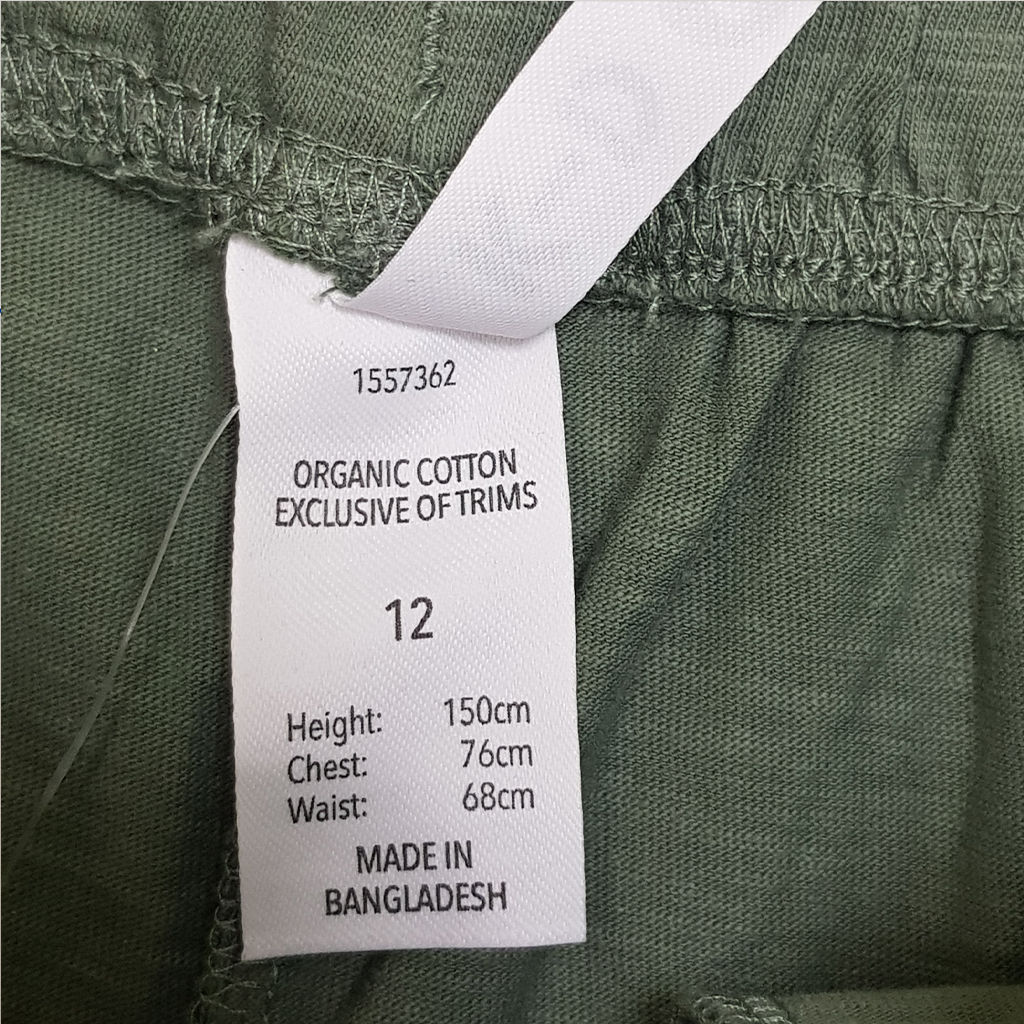 1557362
ORGANIC COTTON
EXCLUSIVE OF TRIMS
12
Height: 150cm
Chest: 76cm
Waist: 68cm
MADE IN
BANGLADESH